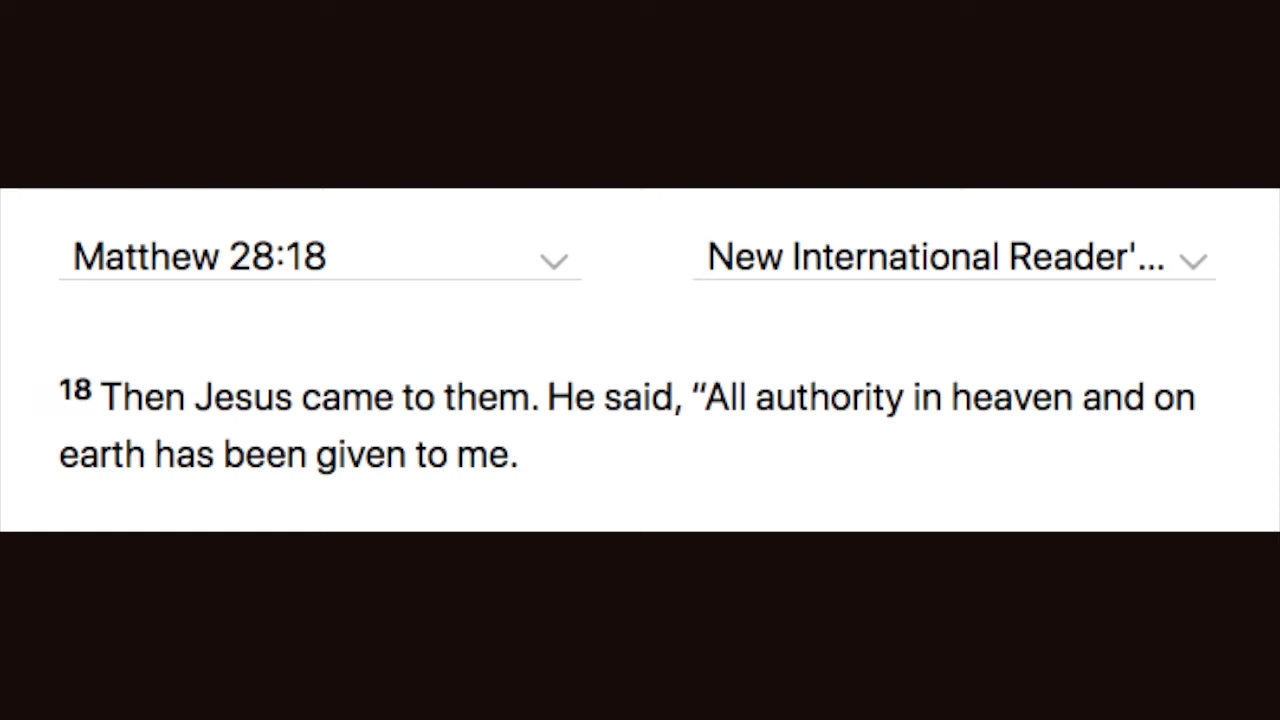 Matthew 28:18 New International Reader'...
18 Then Jesus came to them. He said, “All authority in heaven and on
earth has been given to me.